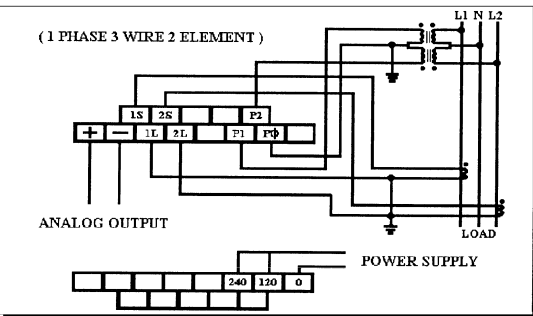 L1 N L2
( 1 PHASE 3 WIRE 2 ELEMENT )
1S 2S P2
+ − 1L 2L P1 PØ
ANALOG OUTPUT
LOAD
POWER SUPPLY
240 120 0